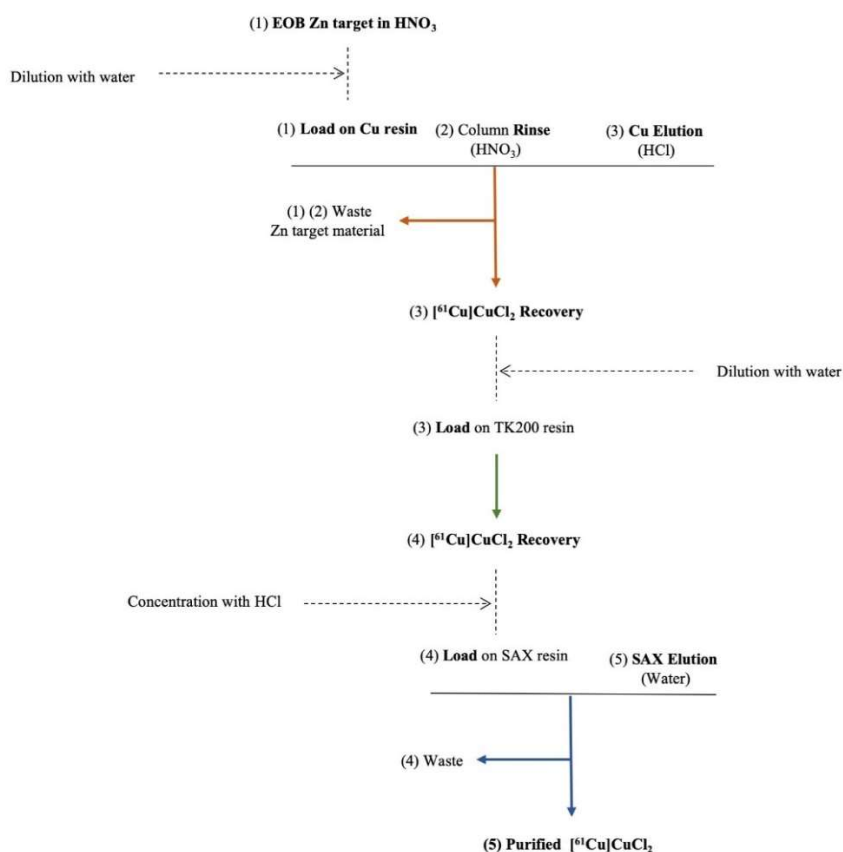 (1) EOB Zn target in HNO₃
Dilution with water
(1) Load on Cu resin
(2) Column Rinse
(HNO₃)
(3) Cu Elution
(HCl)
(1) (2) Waste
Zn target material
(3) [⁶¹Cu]CuCl₂ Recovery
Dilution with water
(3) Load on TK200 resin
(4) [⁶¹Cu]CuCl₂ Recovery
Concentration with HCl
(4) Load on SAX resin
(5) SAX Elution
(Water)
(4) Waste
(5) Purified [⁶¹Cu]CuCl₂